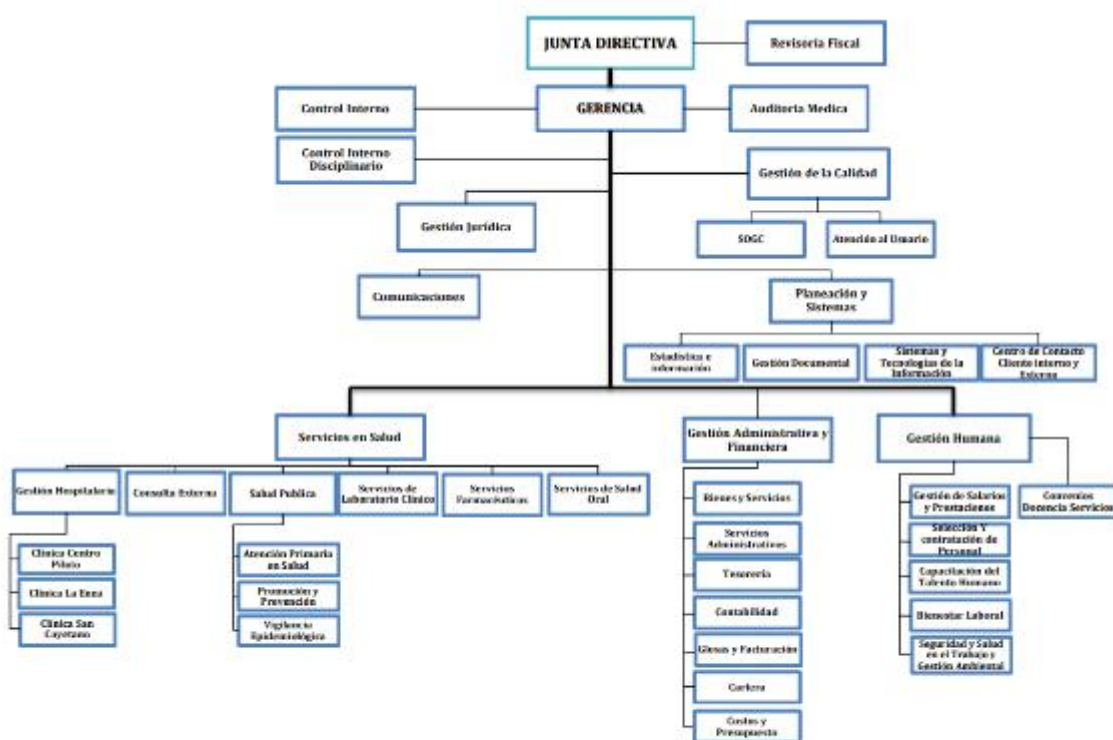 JUNTA DIRECTIVA
Revisoria Fiscal
Control Interno
GERENCIA
Auditoria Medica
Control Interno
Disciplinario
Gestión de la Calidad
Gestión Jurídica
SOGC
Atención al Usuario
Comunicaciones
Planeación y
Sistemas
Estadística e
información
Gestión Documental
Sistemas y
Tecnologías de la
Información
Centro de Contacto
Cliente interno y
Externo
Servicios en Salud
Gestión Administrativa y
Financiera
Gestión Humana
Gestión Hospitalaria
Consulta Externa
Salud Publica
Servicios de
Laboratorio Clínico
Servicios
Farmacéuticos
Servicios de Salud
Oral
Bienes y Servicios
Gestión de Salarios
y Prestaciones
Convenios
Docencia Servicios
Clínica Centro
Piloto
Atención Primaria
en Salud
Servicios
Administrativos
Selección Y
contratación de
Personal
Clínica La Enea
Promoción y
Prevención
Tesorería
Capacitación del
Talento Humano
Clínica San
Cayetano
Vigilancia
Epidemiológica
Contabilidad
Bienestar Laboral
Glosas y Facturación
Seguridad y Salud
en el Trabajo y
Gestión Ambiental
Cartera
Costos y
Presupuesto